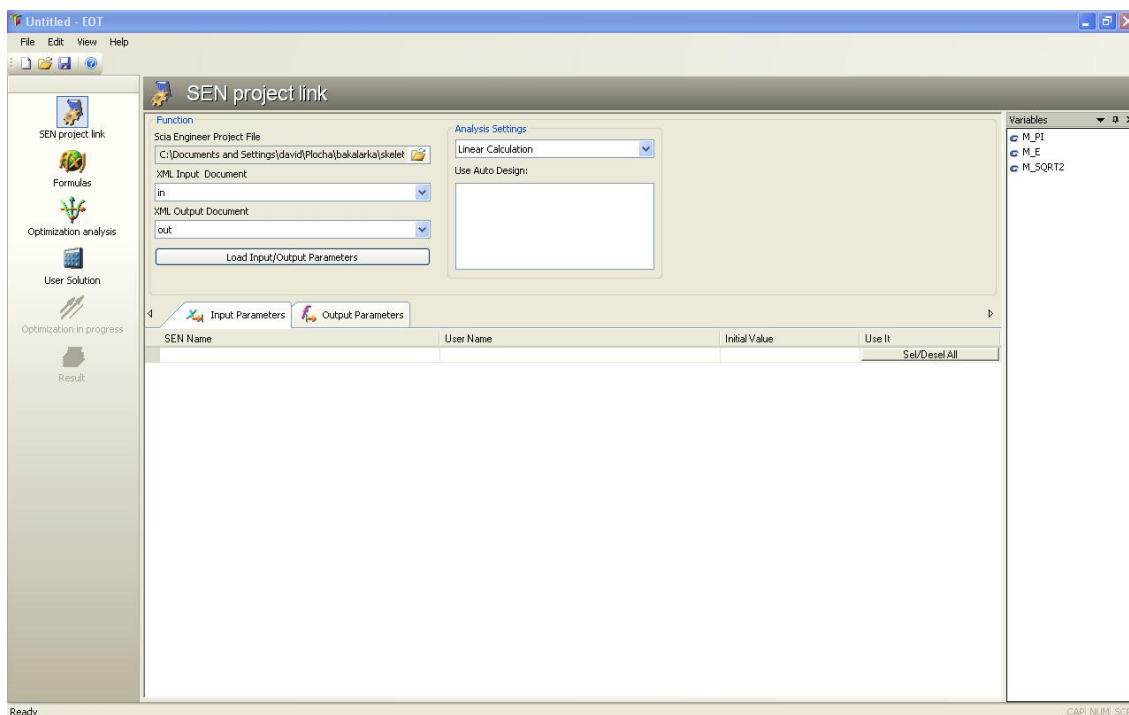 Untitled - EOT
File Edit View Help
SEN project link
SEN project link
Formulas
Optimization analysis
User Solution
Optimization in progress
Result
Function
Scia Engineer Project File
C:\Documents and Settings\david\Plocha\bakalarka\skelet
XML Input Document
in
XML Output Document
out
Load Input/Output Parameters
Analysis Settings
Linear Calculation
Use Auto Design:
Input Parameters Output Parameters
SEN Name User Name Initial Value Use It
Sel/Desel All
Variables
M_PI
M_E
M_SQRT2
Ready CAP NUM SCR